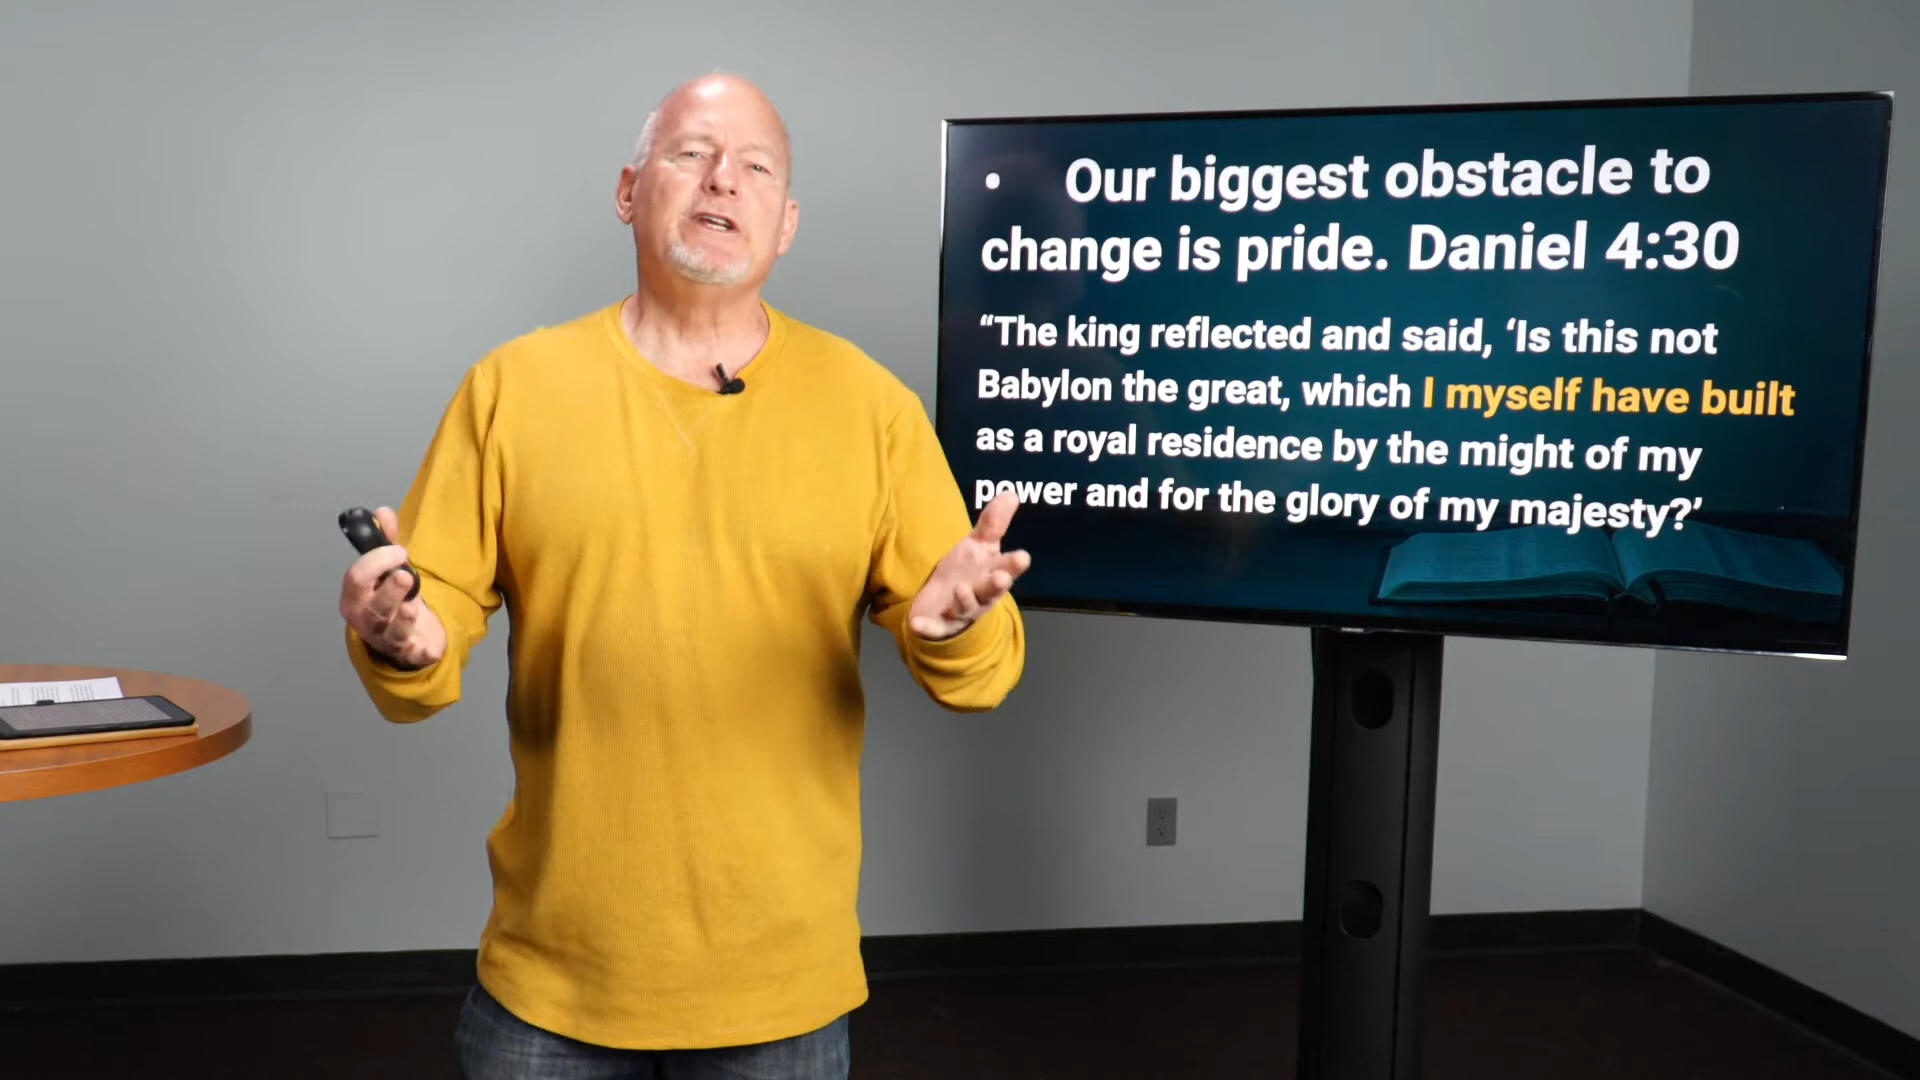 • Our biggest obstacle to
change is pride. Daniel 4:30
“The king reflected and said, ‘Is this not
Babylon the great, which I myself have built
as a royal residence by the might of my
power and for the glory of my majesty?’